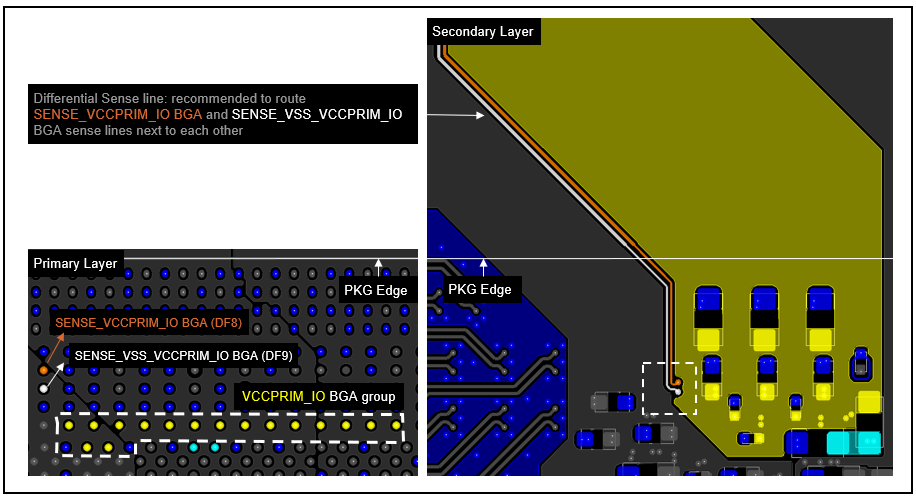 Secondary Layer
Differential Sense line: recommended to route
SENSE_VCCPRIM_IO BGA and SENSE_VSS_VCCPRIM_IO
BGA sense lines next to each other
Primary Layer
PKG Edge
PKG Edge
SENSE_VCCPRIM_IO BGA (DF8)
SENSE_VSS_VCCPRIM_IO BGA (DF9)
VCCPRIM_IO BGA group